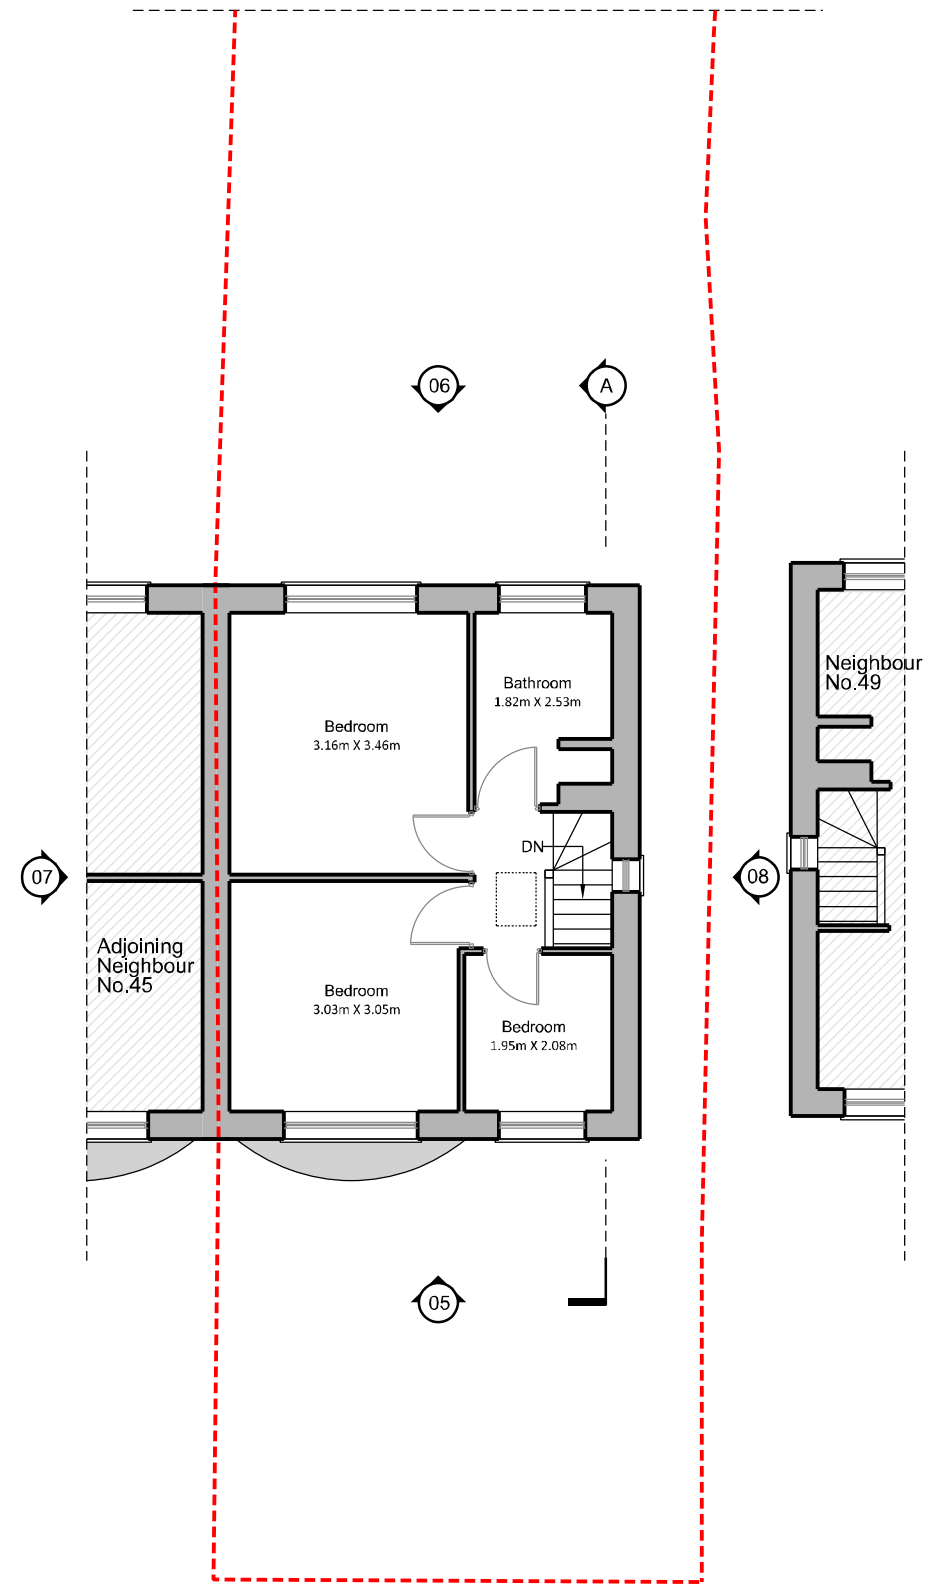 06
A
Neighbour
No.49
Bathroom
1.82m X 2.53m
Bedroom
3.16m X 3.46m
DN
07
08
Adjoining
Neighbour
No.45
Bedroom
3.03m X 3.05m
Bedroom
1.95m X 2.08m
05